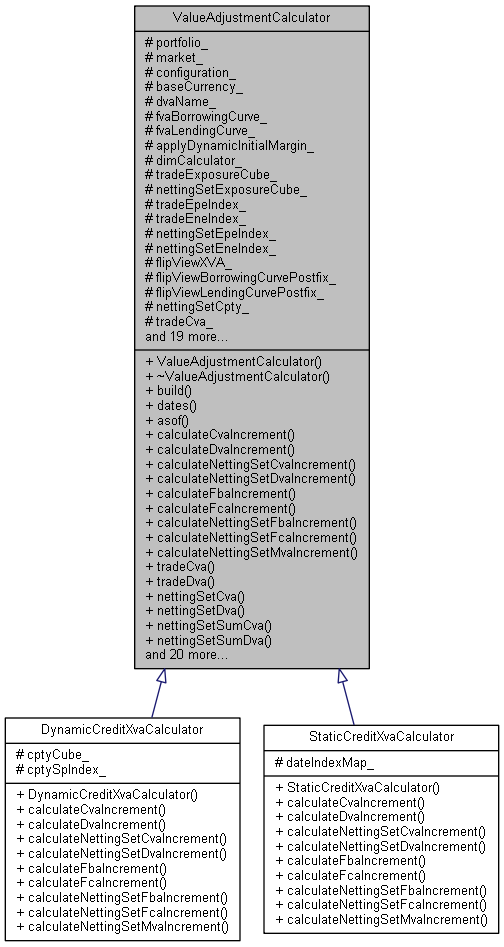 ValueAdjustmentCalculator
# portfolio_
# market_
# configuration_
# baseCurrency_
# dvaName_
# fvaBorrowingCurve_
# fvaLendingCurve_
# applyDynamicInitialMargin_
# dimCalculator_
# tradeExposureCube_
# nettingSetExposureCube_
# tradeEpeIndex_
# tradeEneIndex_
# nettingSetEpeIndex_
# nettingSetEneIndex_
# flipViewXVA_
# flipViewBorrowingCurvePostfix_
# flipViewLendingCurvePostfix_
# nettingSetCpty_
# tradeCva_
and 19 more...
+ ValueAdjustmentCalculator()
+ ~ValueAdjustmentCalculator()
+ build()
+ dates()
+ asof()
+ calculateCvaIncrement()
+ calculateDvaIncrement()
+ calculateNettingSetCvaIncrement()
+ calculateNettingSetDvaIncrement()
+ calculateFbaIncrement()
+ calculateFcaIncrement()
+ calculateNettingSetFbaIncrement()
+ calculateNettingSetFcaIncrement()
+ calculateNettingSetMvaIncrement()
+ tradeCva()
+ tradeDva()
+ nettingSetCva()
+ nettingSetDva()
+ nettingSetSumCva()
+ nettingSetSumDva()
and 20 more...
DynamicCreditXvaCalculator
# cptyCube_
# cptySpIndex_
+ DynamicCreditXvaCalculator()
+ calculateCvaIncrement()
+ calculateDvaIncrement()
+ calculateNettingSetCvaIncrement()
+ calculateNettingSetDvaIncrement()
+ calculateFbaIncrement()
+ calculateFcaIncrement()
+ calculateNettingSetFbaIncrement()
+ calculateNettingSetFcaIncrement()
+ calculateNettingSetMvaIncrement()
StaticCreditXvaCalculator
# dateIndexMap_
+ StaticCreditXvaCalculator()
+ calculateCvaIncrement()
+ calculateDvaIncrement()
+ calculateNettingSetCvaIncrement()
+ calculateNettingSetDvaIncrement()
+ calculateFbaIncrement()
+ calculateFcaIncrement()
+ calculateNettingSetFbaIncrement()
+ calculateNettingSetFcaIncrement()
+ calculateNettingSetMvaIncrement()